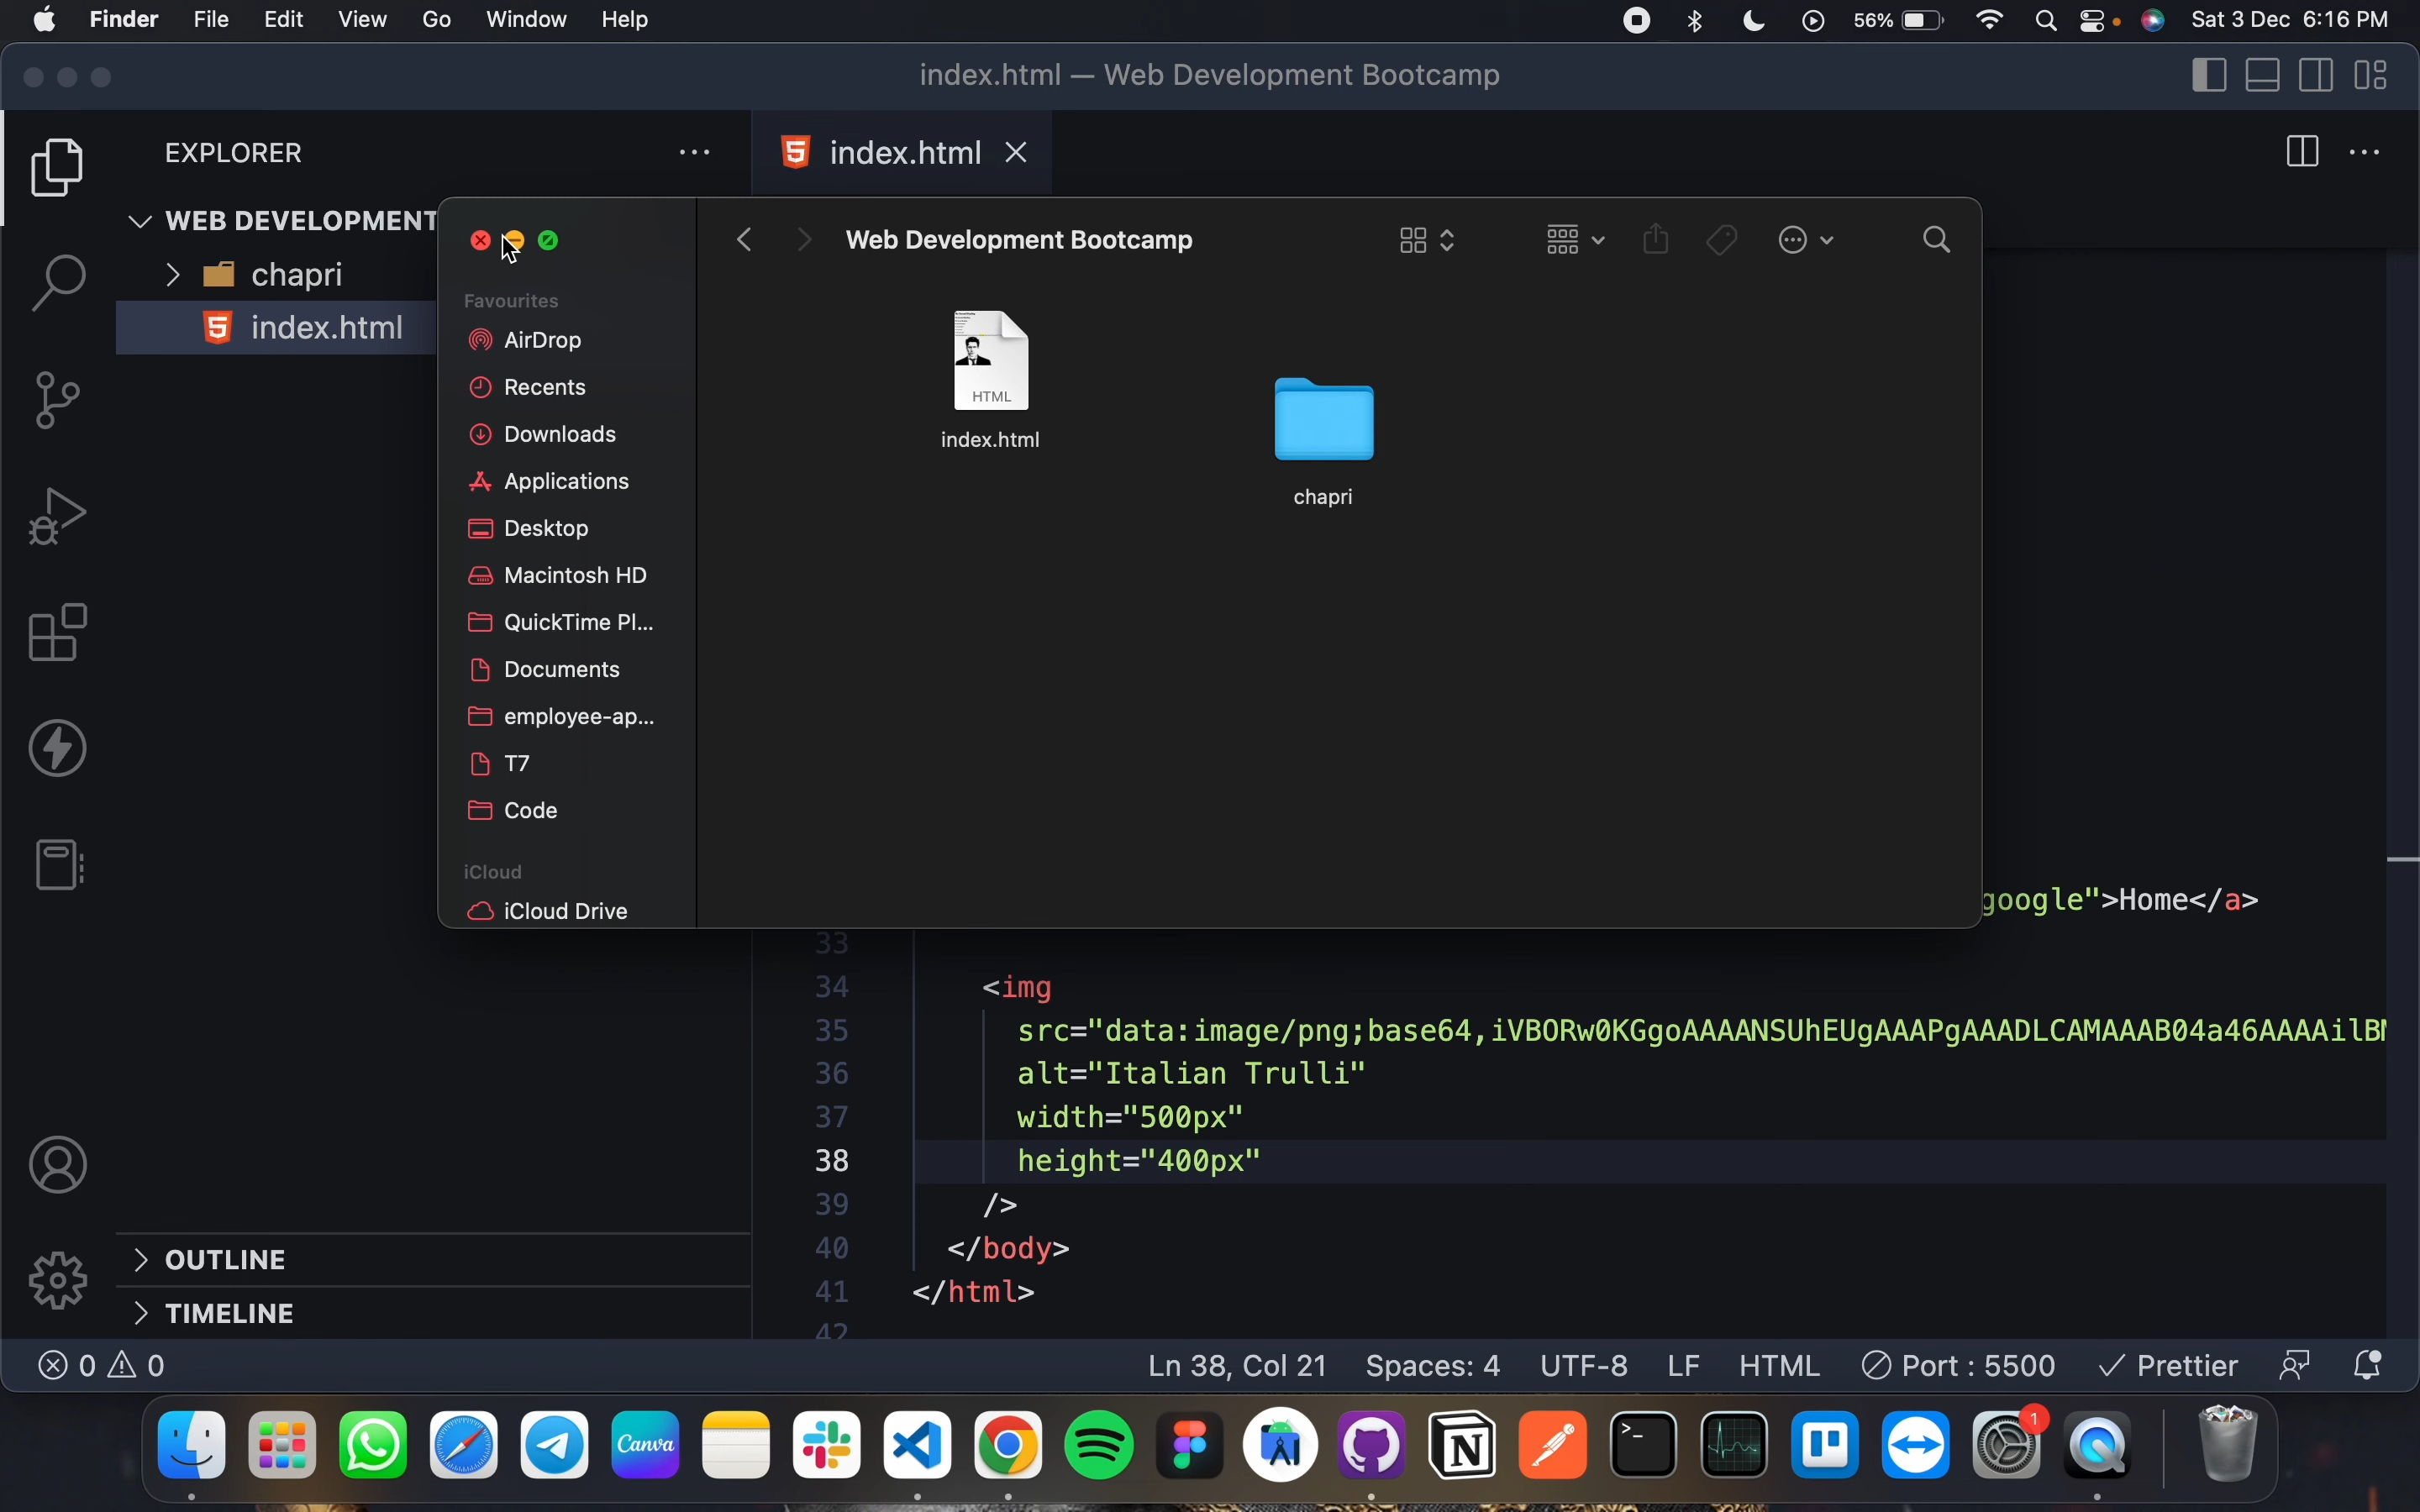 Finder File Edit View Go Window Help 56% Sat 3 Dec 6:16 PM
index.html — Web Development Bootcamp
EXPLORER
index.html
WEB DEVELOPMENT
chapri
index.html
Web Development Bootcamp
Favourites
AirDrop
Recents
Downloads
Applications
Desktop
Macintosh HD
QuickTime Pl...
Documents
employee-ap...
T7
Code
iCloud
iCloud Drive
HTML
index.html
chapri
google">Home</a>
33
34 <img
35 src="data:image/png;base64,iVBORw0KGgoAAAANSUhEUgAAAPgAAADLCAMAAAB04a46AAAAilBM
36 alt="Italian Trulli"
37 width="500px"
38 height="400px"
39 />
40 </body>
41 </html>
42
OUTLINE
TIMELINE
0 0 Ln 38, Col 21 Spaces: 4 UTF-8 LF HTML Port : 5500 Prettier
Canva
1